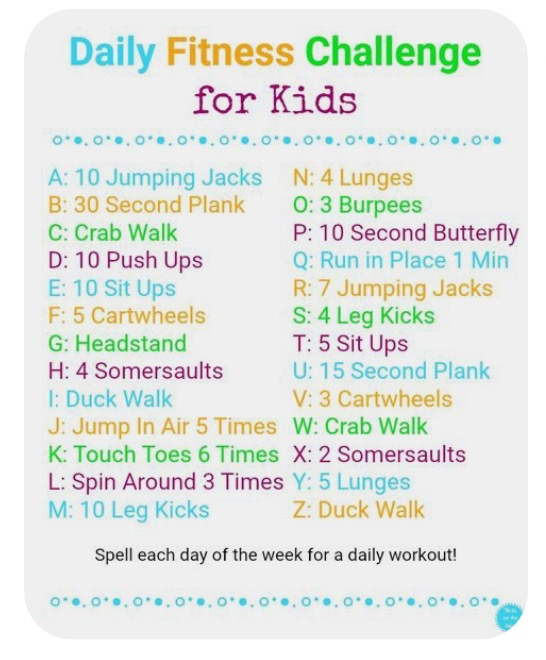 Daily Fitness Challenge
for Kids
A: 10 Jumping Jacks
B: 30 Second Plank
C: Crab Walk
D: 10 Push Ups
E: 10 Sit Ups
F: 5 Cartwheels
G: Headstand
H: 4 Somersaults
I: Duck Walk
J: Jump In Air 5 Times
K: Touch Toes 6 Times
L: Spin Around 3 Times
M: 10 Leg Kicks
N: 4 Lunges
O: 3 Burpees
P: 10 Second Butterfly
Q: Run in Place 1 Min
R: 7 Jumping Jacks
S: 4 Leg Kicks
T: 5 Sit Ups
U: 15 Second Plank
V: 3 Cartwheels
W: Crab Walk
X: 2 Somersaults
Y: 5 Lunges
Z: Duck Walk
Spell each day of the week for a daily workout!